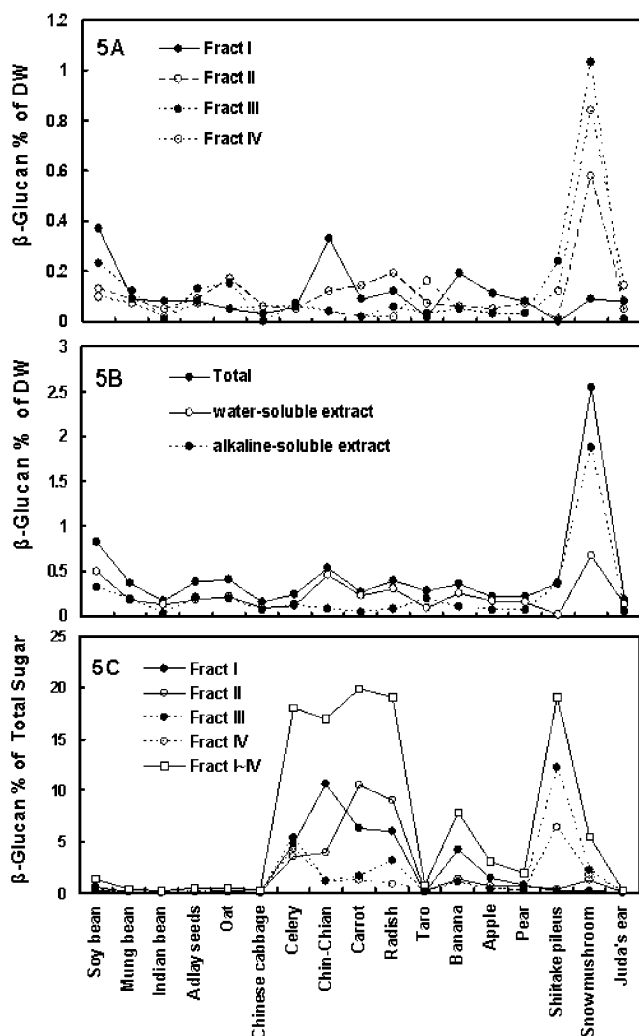 5A
Fract I
Fract II
Fract III
Fract IV
β-Glucan % of DW
1.2
1
0.8
0.6
0.4
0.2
0
5B
Total
water-soluble extract
alkaline-soluble extract
β-Glucan % of DW
3
2.5
2
1.5
1
0.5
0
5C
Fract I
Fract II
Fract III
Fract IV
Fract I~IV
β-Glucan % of Total Sugar
25
20
15
10
5
0
Soy bean
Mung bean
Indian bean
Adlay seeds
Oat
Chinese cabbage
Celery
Chin-Chian
Carrot
Radish
Taro
Banana
Apple
Pear
Shiitake pileus
Snowmushroom
Juda's ear